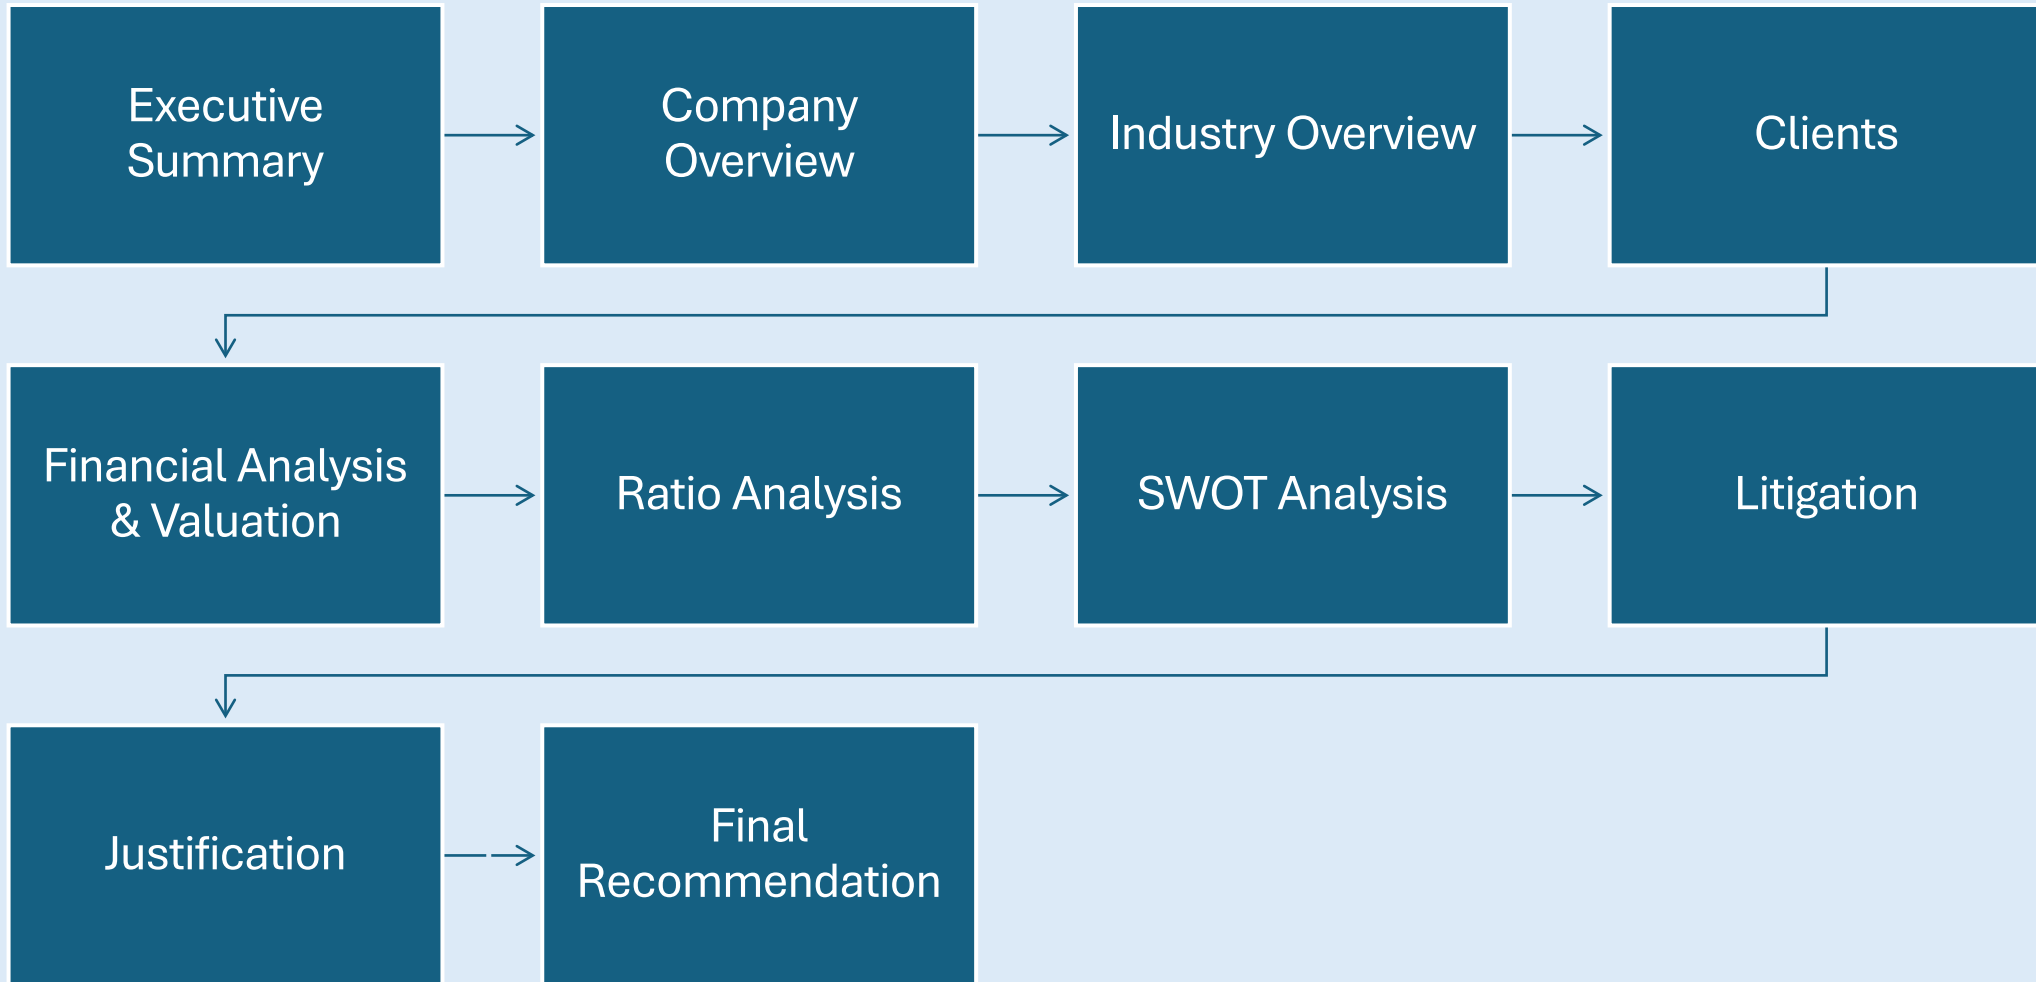 Executive
Summary
Company
Overview
Industry Overview
Clients
Financial Analysis
& Valuation
Ratio Analysis
SWOT Analysis
Litigation
Justification
Final
Recommendation